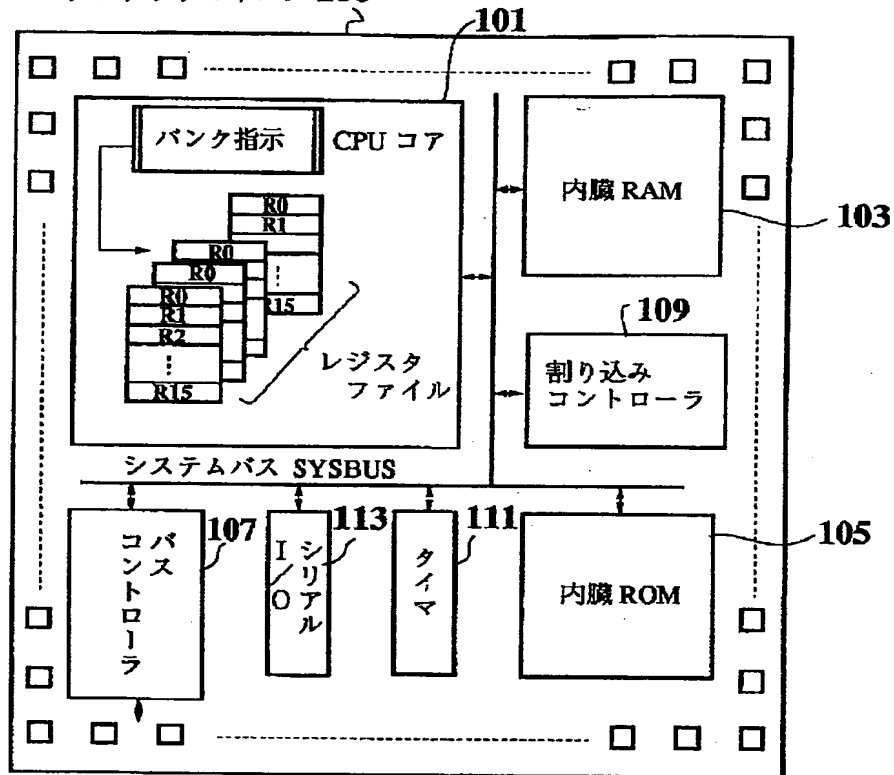 101
バンク指示
CPU コア
R0
R1
R0
R0
R0
R1
R2
⋮
R15
⋮
R15
レジスタ
ファイル
内臓 RAM
103
109
割り込み
コントローラ
システムバス SYSBUS
バス
コントローラ
107
シリアル
I/O
113
タイマ
111
内臓 ROM
105